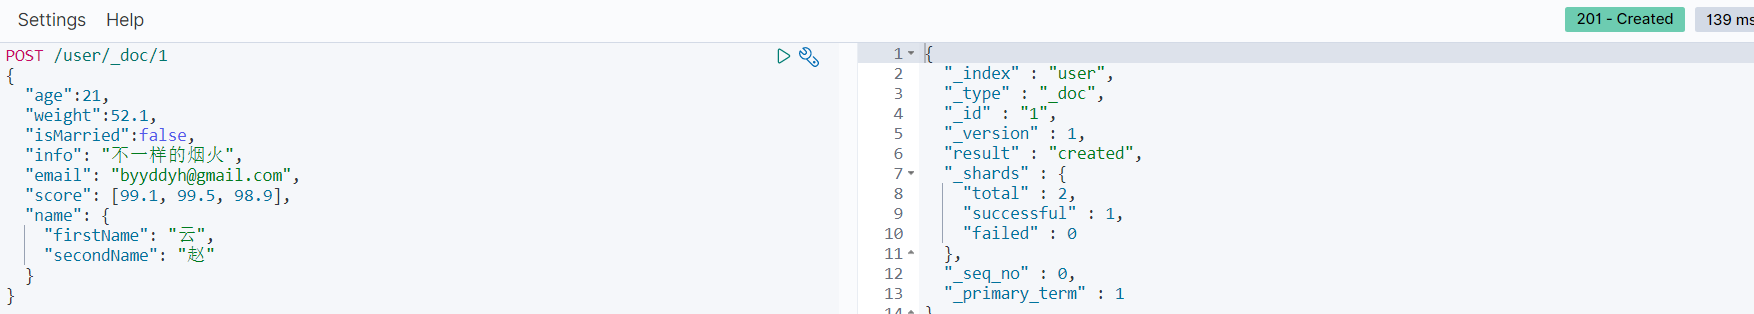 Settings Help
201 - Created 139 ms
POST /user/_doc/1
{
"age":21,
"weight":52.1,
"isMarried":false,
"info": "不一样的烟火",
"email": "byyddyh@gmail.com",
"score": [99.1, 99.5, 98.9],
"name": {
"firstName": "云",
"secondName": "赵"
}
}
1 {
2 "_index" : "user",
3 "_type" : "_doc",
4 "_id" : "1",
5 "_version" : 1,
6 "result" : "created",
7 "_shards" : {
8 "total" : 2,
9 "successful" : 1,
10 "failed" : 0
11 },
12 "_seq_no" : 0,
13 "_primary_term" : 1
14 }